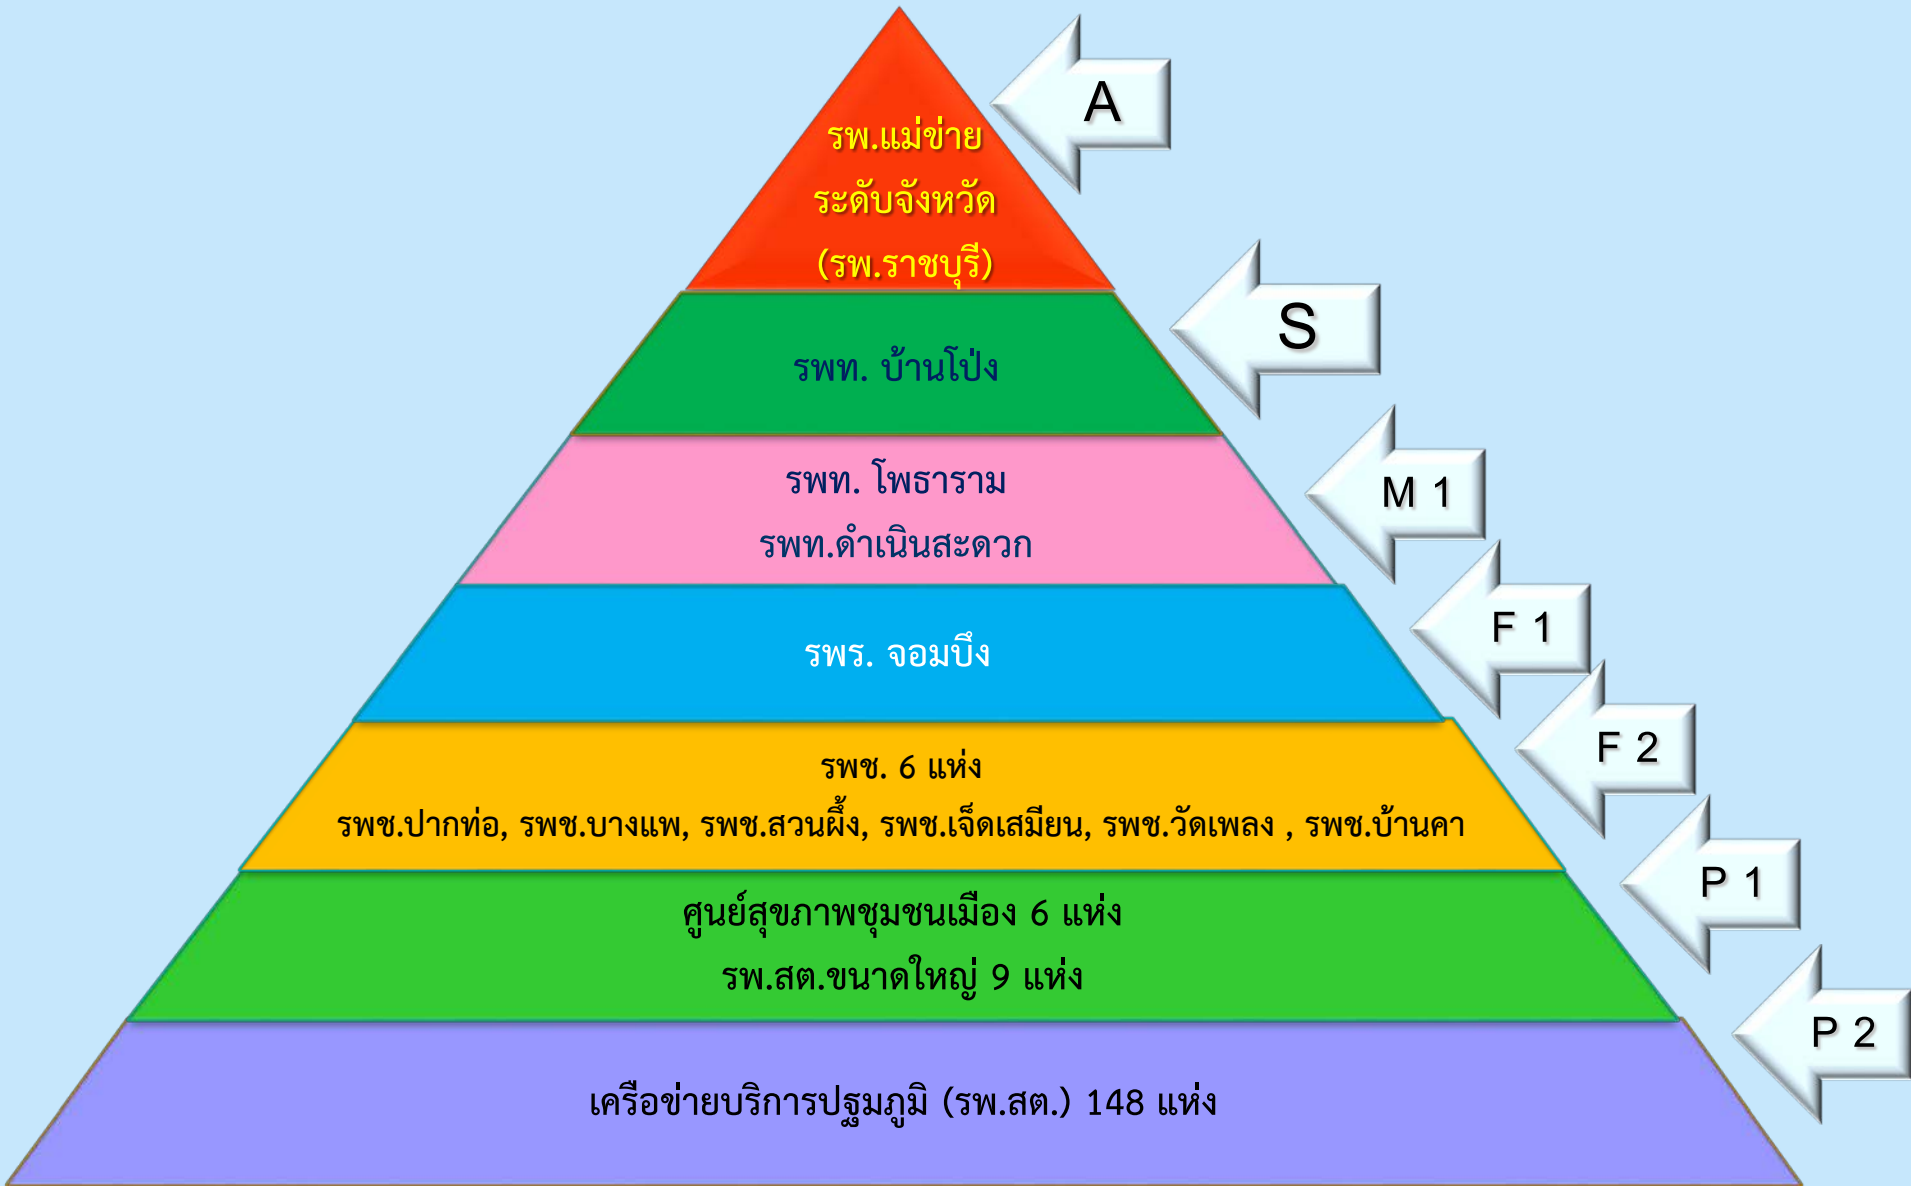 รพ.แม่ข่าย
ระดับจังหวัด
(รพ.ราชบุรี)
A
รพท. บ้านโป่ง
S
รพท. โพธาราม
รพท.ดำเนินสะดวก
M 1
รพร. จอมบึง
F 1
รพช. 6 แห่ง
รพช.ปากท่อ, รพช.บางแพ, รพช.สวนผึ้ง, รพช.เจ็ดเสมียน, รพช.วัดเพลง , รพช.บ้านคา
F 2
ศูนย์สุขภาพชุมชนเมือง 6 แห่ง
รพ.สต.ขนาดใหญ่ 9 แห่ง
P 1
เครือข่ายบริการปฐมภูมิ (รพ.สต.) 148 แห่ง
P 2